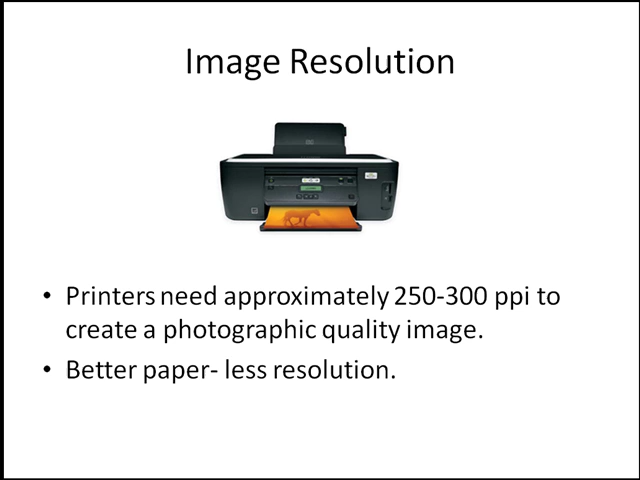 Image Resolution
• Printers need approximately 250-300 ppi to
create a photographic quality image.
• Better paper- less resolution.